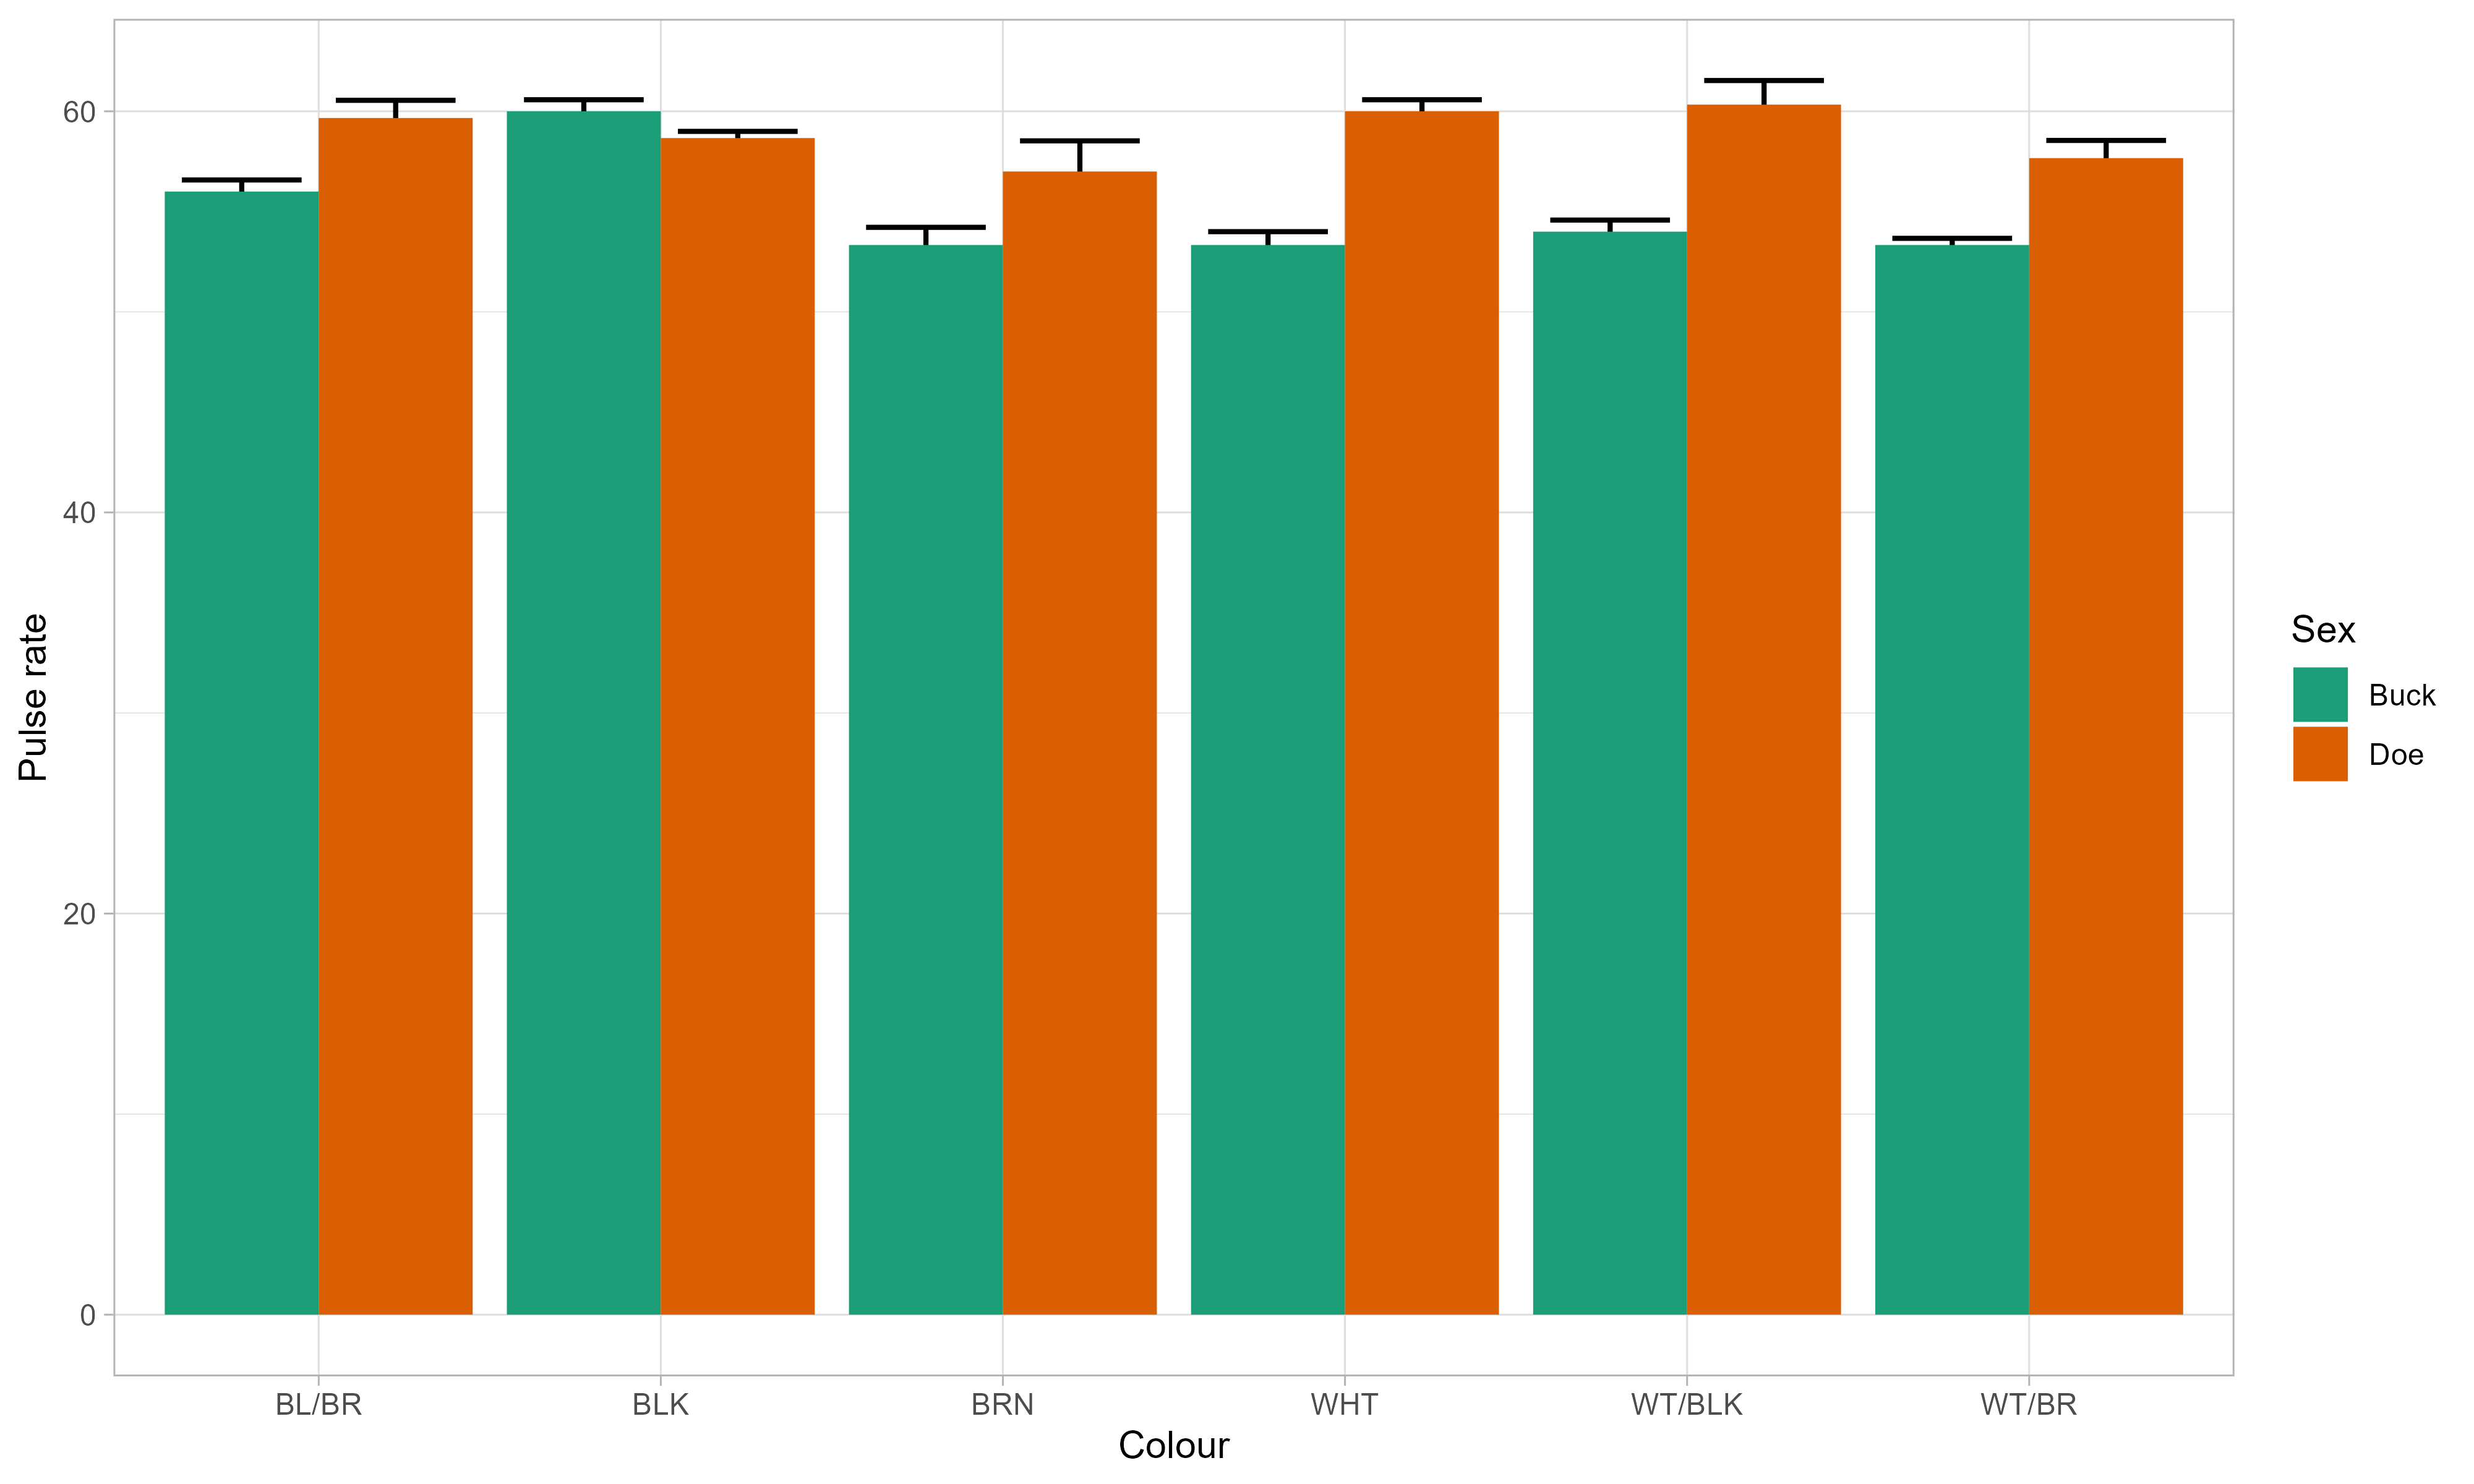 60
40
20
0
Pulse rate
BL/BR BLK BRN WHT WT/BLK WT/BR
Colour
Sex
Buck
Doe